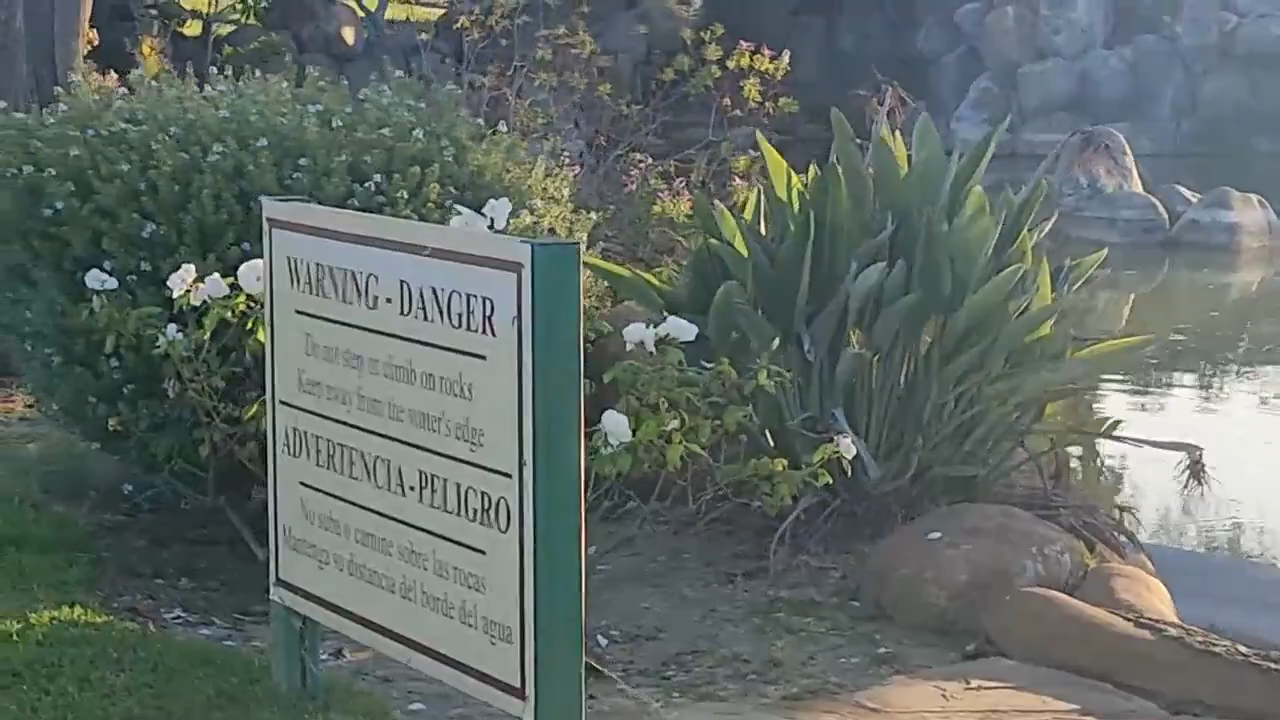 WARNING - DANGER
Do not step or climb on rocks
Keep away from the water's edge
ADVERTENCIA-PELIGRO
No suba o camine sobre las rocas
Mantenga su distancia del borde del agua